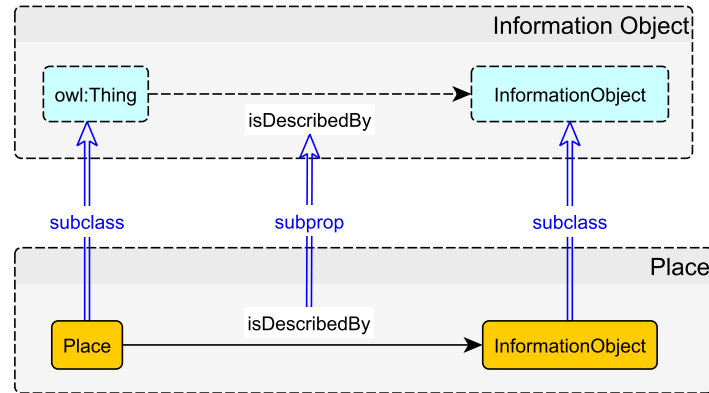 Information Object
owl:Thing
InformationObject
isDescribedBy
subclass
subprop
subclass
Place
isDescribedBy
Place
InformationObject